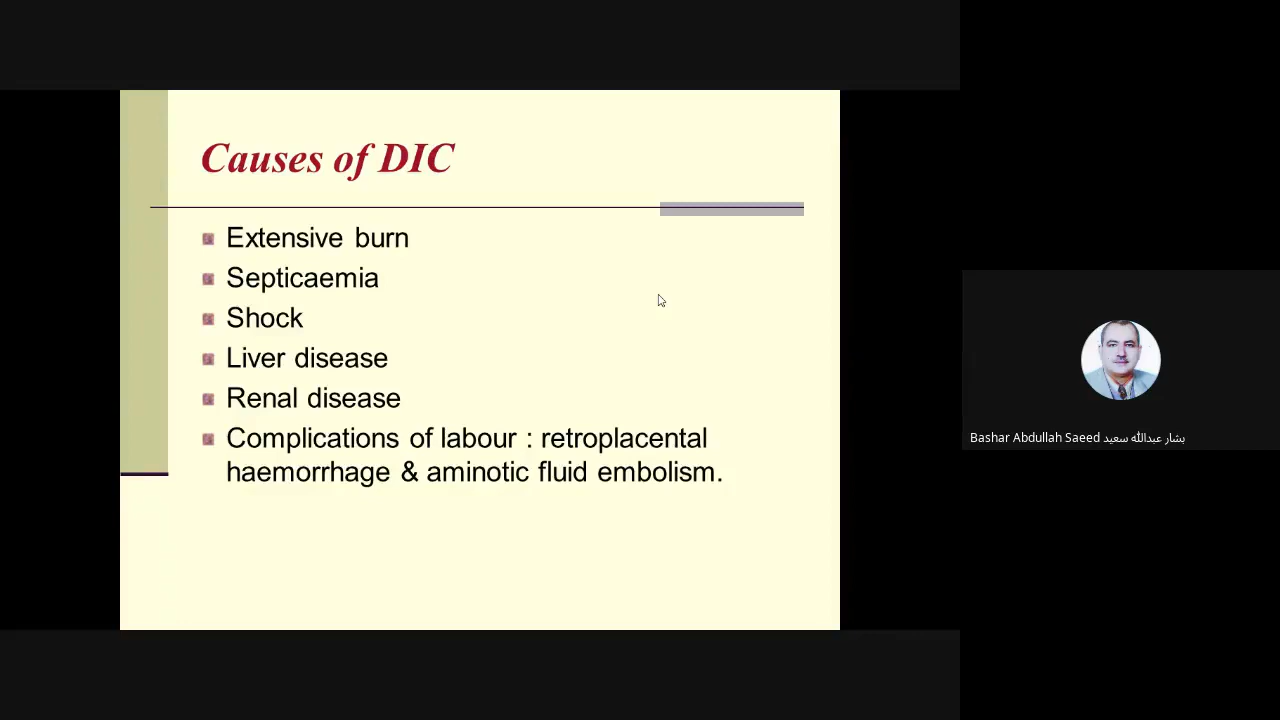 Causes of DIC
Extensive burn
Septicaemia
Shock
Liver disease
Renal disease
Complications of labour : retroplacental
haemorrhage & aminotic fluid embolism.
Bashar Abdullah Saeed بشار عبدالله سعيد